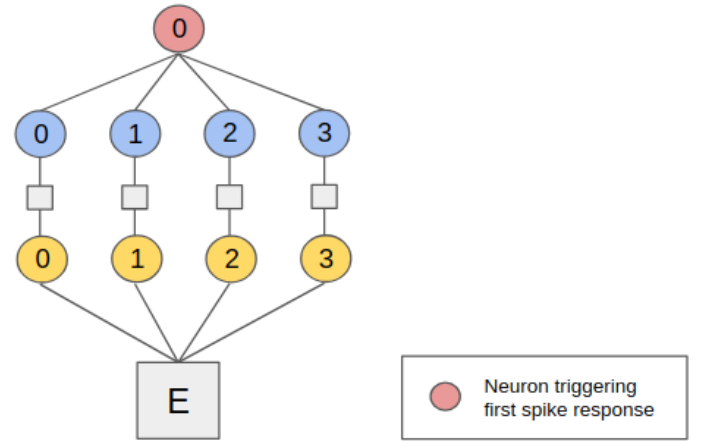 0
0 1 2 3
0 1 2 3
E
Neuron triggering
first spike response